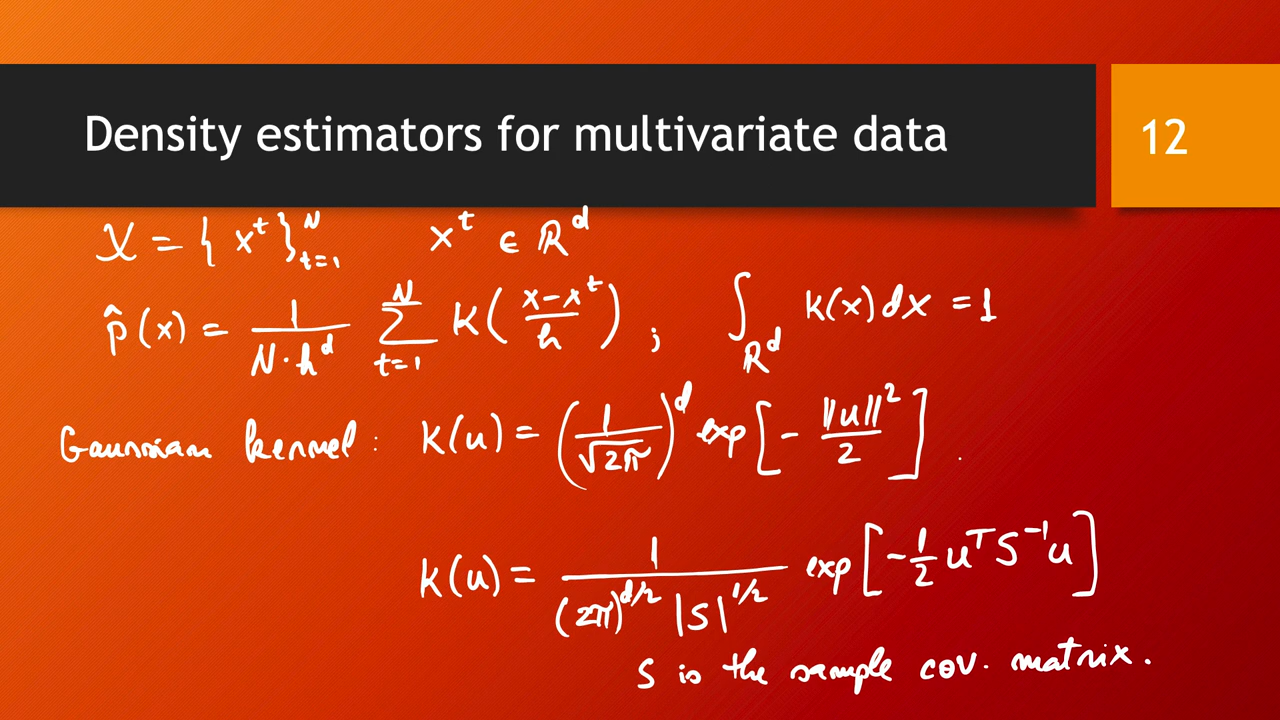 Density estimators for multivariate data
12
X = { x^t }_{t=1}^N   x^t ∈ R^d
p̂(x) = 1 / (N · h^d) ∑_{t=1}^N K( (x - x^t) / h ) ; ∫_{R^d} K(x) dx = 1
Gaussian kernel : K(u) = ( 1 / √2π )^d exp[ - ||u||^2 / 2 ] .
K(u) = 1 / ( (2π)^{d/2} |S|^{1/2} ) exp[ - 1/2 u^T S^{-1} u ]
S is the sample cov. matrix.